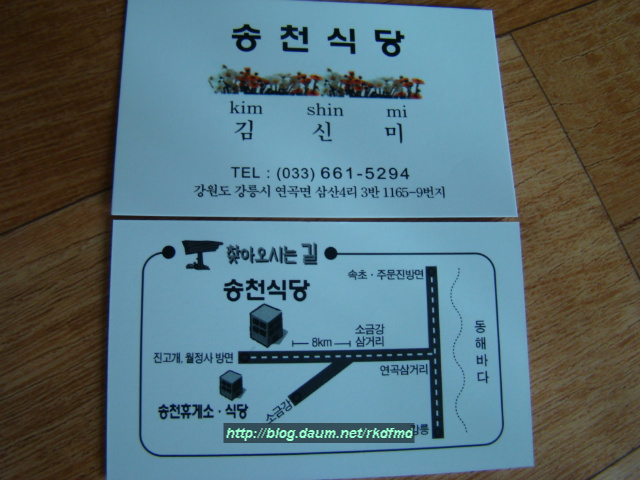 송천식당
kim shin mi
김 신 미
TEL : (033) 661-5294
강원도 강릉시 연곡면 삼산4리 3반 1165-9번지
찾아오시는 길
송천식당
속초 · 주문진방면
소금강
삼거리
8km
진고개, 월정사 방면
연곡삼거리
동해바다
송천휴게소 · 식당
소금강
강릉
http://blog.daum.net/rkdfmd